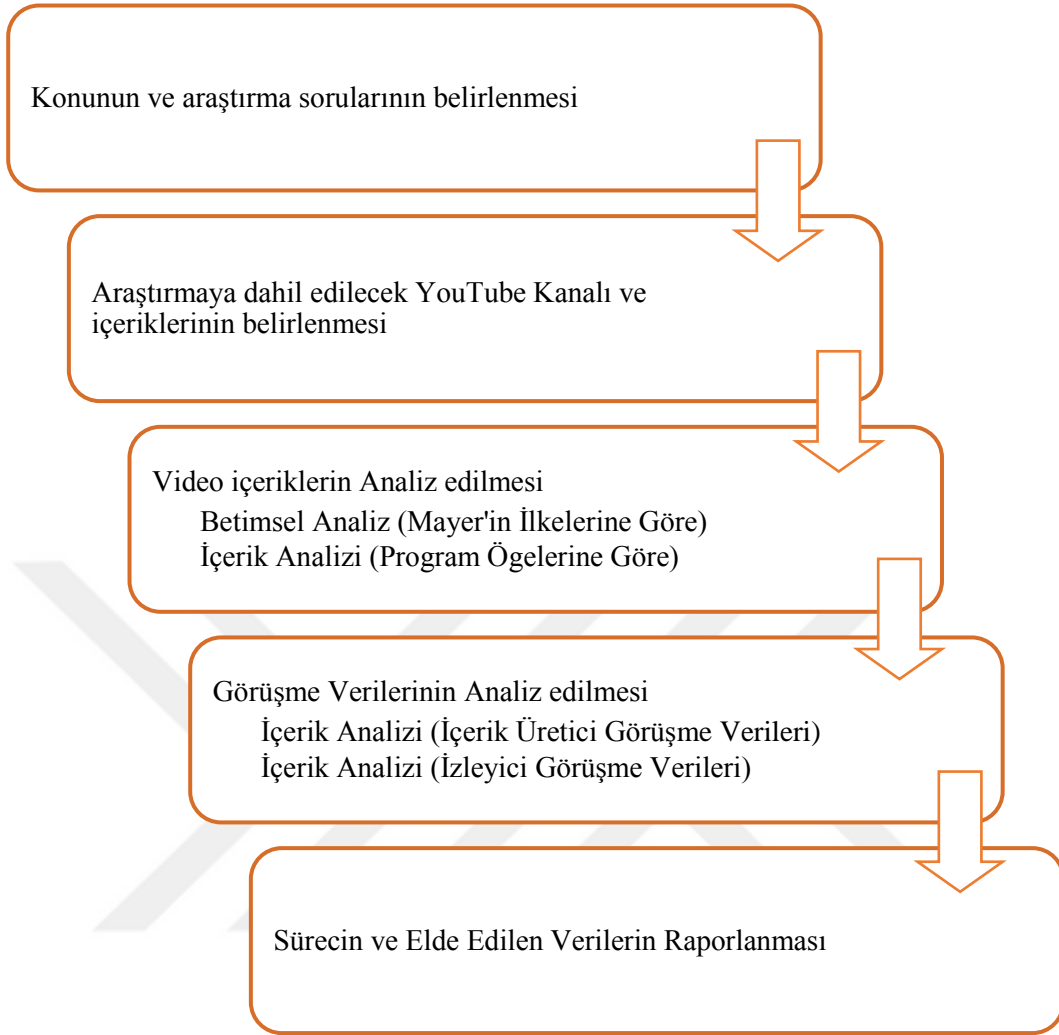 Konunun ve araştırma sorularının belirlenmesi
Araştırmaya dahil edilecek YouTube Kanalı ve
içeriklerinin belirlenmesi
Video içeriklerin Analiz edilmesi
Betimsel Analiz (Mayer'in İlkelerine Göre)
İçerik Analizi (Program Ögelerine Göre)
Görüşme Verilerinin Analiz edilmesi
İçerik Analizi (İçerik Üretici Görüşme Verileri)
İçerik Analizi (İzleyici Görüşme Verileri)
Sürecin ve Elde Edilen Verilerin Raporlanması